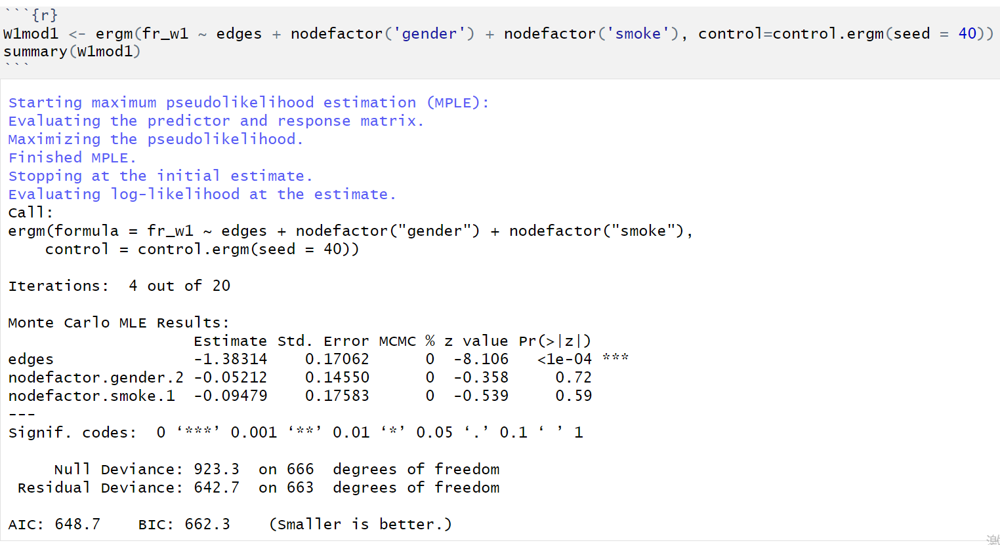 ```{r}
w1mod1 <- ergm(fr_w1 ~ edges + nodefactor('gender') + nodefactor('smoke'), control=control.ergm(seed = 40))
summary(w1mod1)
```
Starting maximum pseudolikelihood estimation (MPLE):
Evaluating the predictor and response matrix.
Maximizing the pseudolikelihood.
Finished MPLE.
Stopping at the initial estimate.
Evaluating log-likelihood at the estimate.
Call:
ergm(formula = fr_w1 ~ edges + nodefactor("gender") + nodefactor("smoke"),
    control = control.ergm(seed = 40))
Iterations:  4 out of 20
Monte Carlo MLE Results:
                    Estimate Std. Error MCMC % z value Pr(>|z|)
edges               -1.38314    0.17062      0  -8.106   <1e-04 ***
nodefactor.gender.2 -0.05212    0.14550      0  -0.358     0.72
nodefactor.smoke.1  -0.09479    0.17583      0  -0.539     0.59
---
Signif. codes:  0 ‘***’ 0.001 ‘**’ 0.01 ‘*’ 0.05 ‘.’ 0.1 ‘ ’ 1
     Null Deviance: 923.3  on 666  degrees of freedom
 Residual Deviance: 642.7  on 663  degrees of freedom
AIC: 648.7    BIC: 662.3    (Smaller is better.)